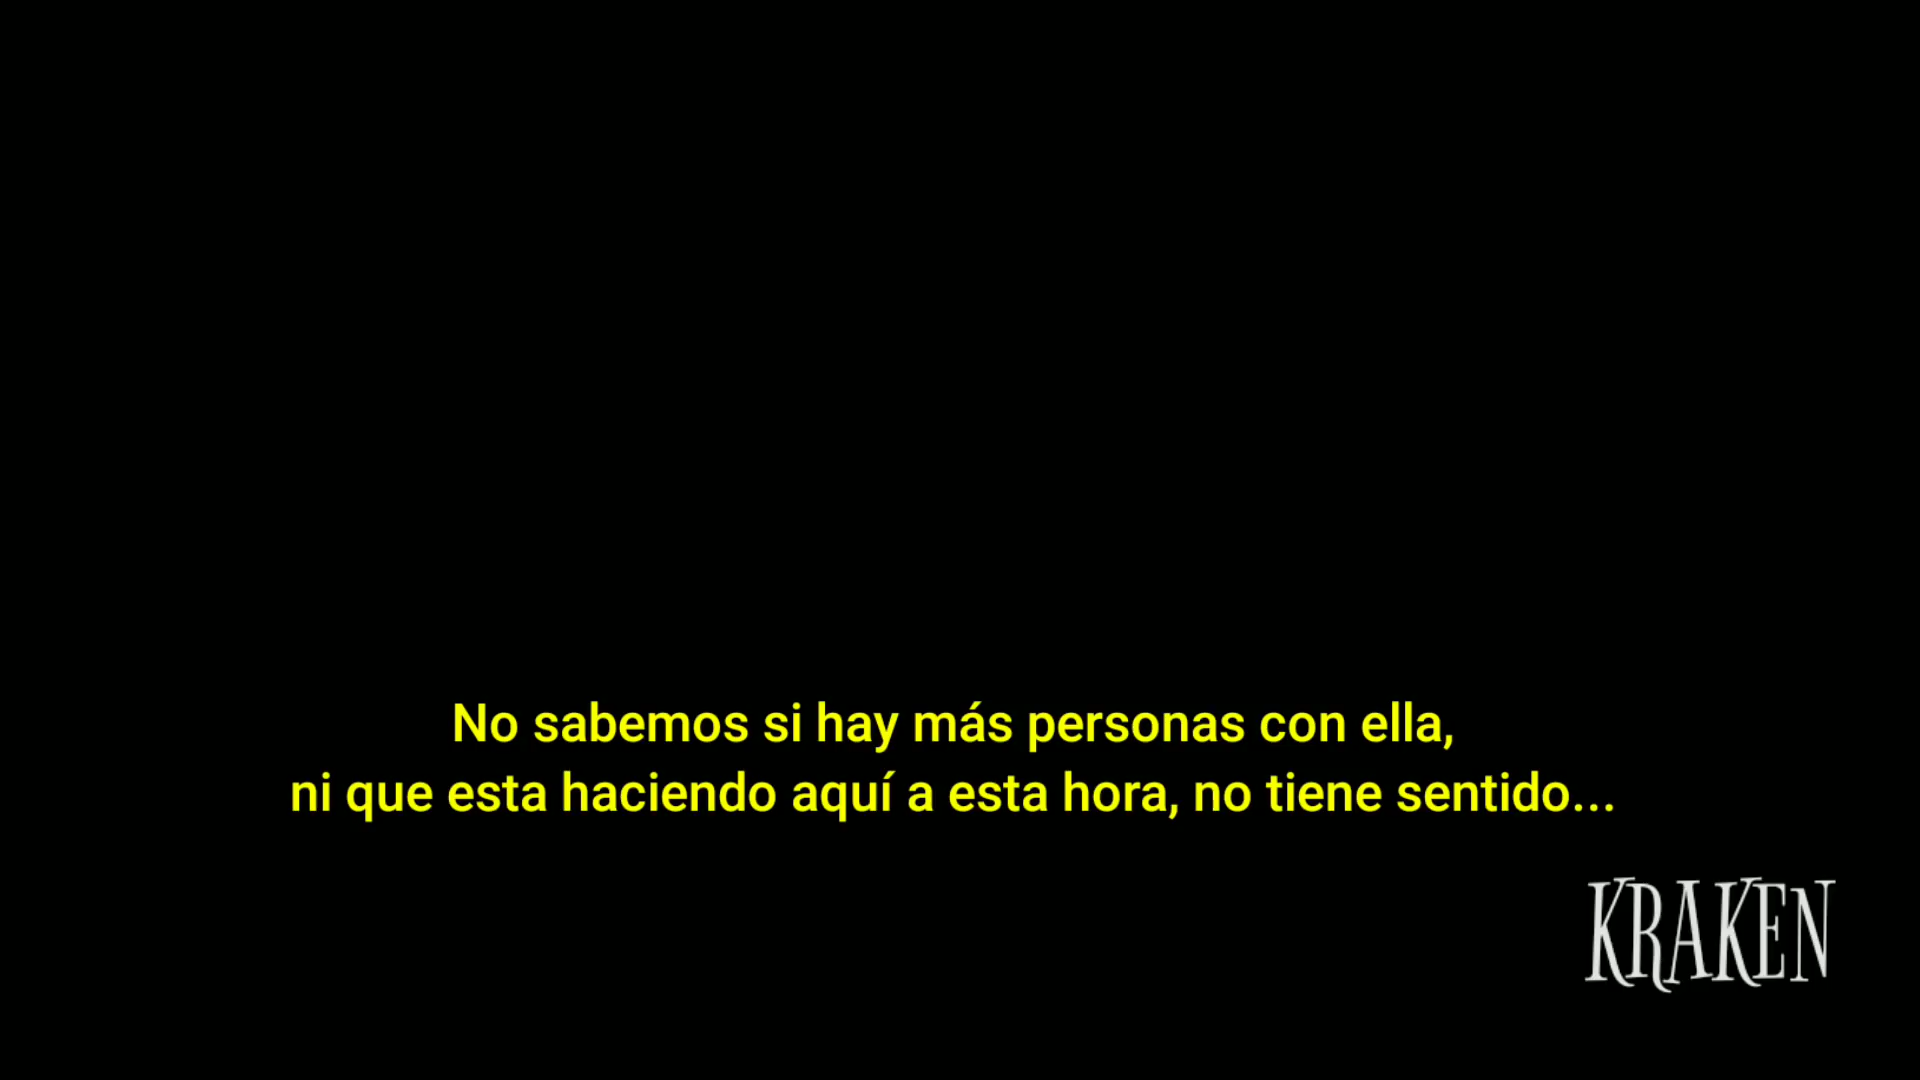 No sabemos si hay más personas con ella,
ni que esta haciendo aquí a esta hora, no tiene sentido...
KRAKEN